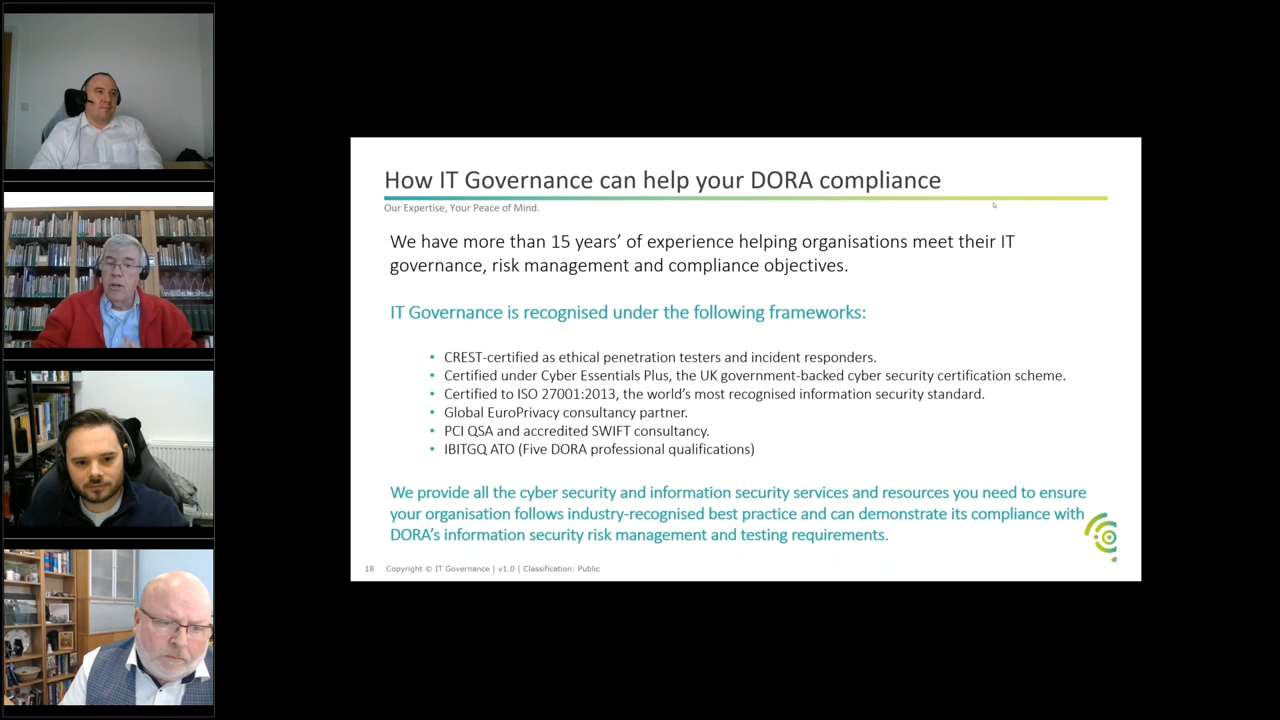 How IT Governance can help your DORA compliance
Our Expertise, Your Peace of Mind.
We have more than 15 years’ of experience helping organisations meet their IT
governance, risk management and compliance objectives.
IT Governance is recognised under the following frameworks:
• CREST-certified as ethical penetration testers and incident responders.
• Certified under Cyber Essentials Plus, the UK government-backed cyber security certification scheme.
• Certified to ISO 27001:2013, the world’s most recognised information security standard.
• Global EuroPrivacy consultancy partner.
• PCI QSA and accredited SWIFT consultancy.
• IBITGQ ATO (Five DORA professional qualifications)
We provide all the cyber security and information security services and resources you need to ensure
your organisation follows industry-recognised best practice and can demonstrate its compliance with
DORA’s information security risk management and testing requirements.
18 Copyright © IT Governance | v1.0 | Classification: Public